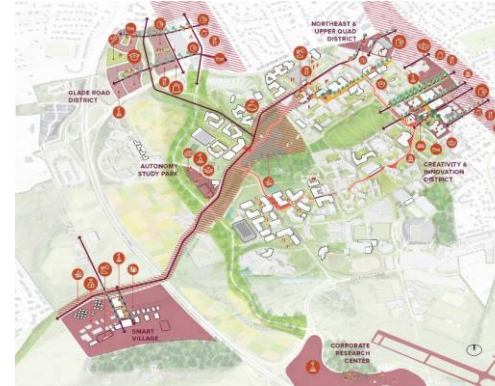 NORTHEAST &
UPPER QUAD
DISTRICT
GLADE ROAD
DISTRICT
AUTONOMY
STUDY PARK
CREATIVITY &
INNOVATION
DISTRICT
SMART
VILLAGE
CORPORATE
RESEARCH
CENTER